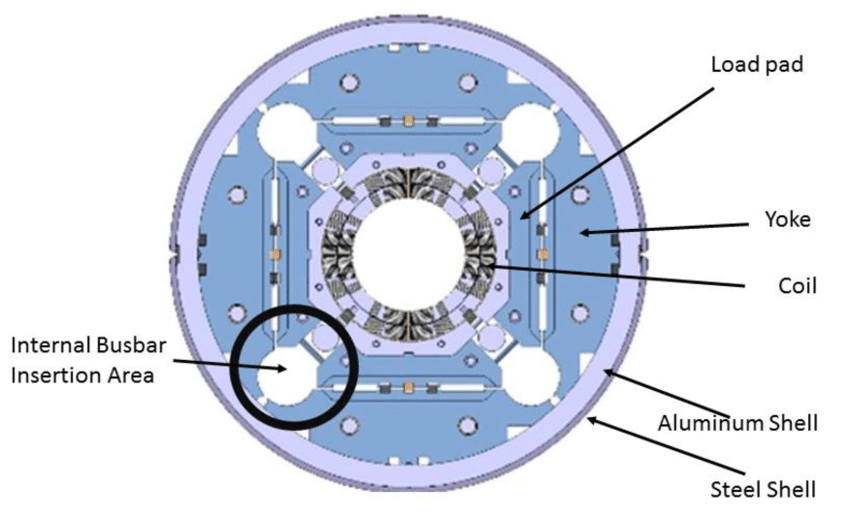 Load pad
Yoke
Coil
Internal Busbar
Insertion Area
Aluminum Shell
Steel Shell